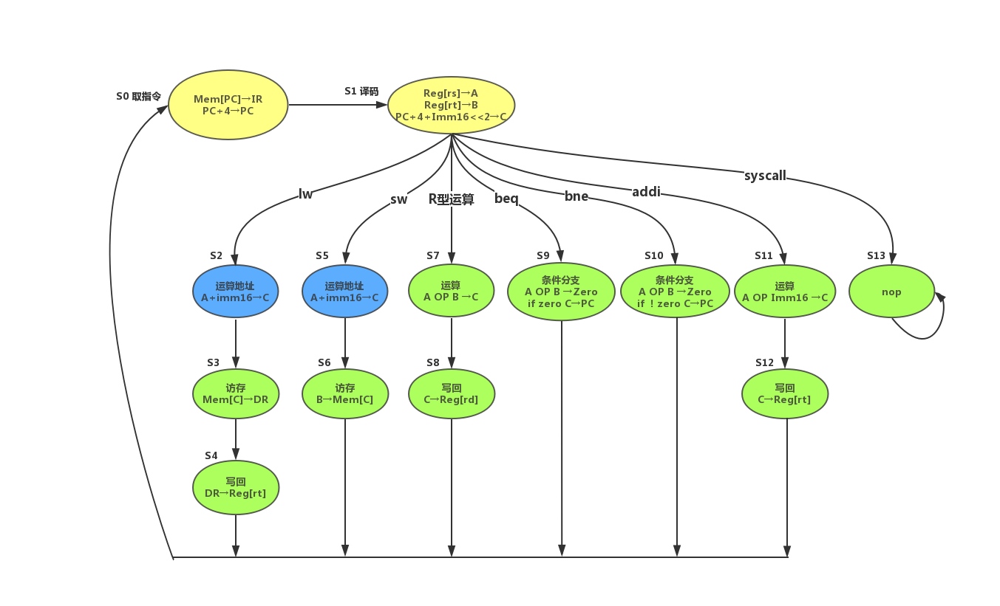 S0 取指令
Mem[PC]→IR
PC+4→PC
S1 译码
Reg[rs]→A
Reg[rt]→B
PC+4+Imm16<<2→C
lw
sw
R型运算
beq
bne
addi
syscall
S2
运算地址
A+imm16→C
S5
运算地址
A+imm16→C
S7
运算
A OP B →C
S9
条件分支
A OP B →Zero
if zero C→PC
S10
条件分支
A OP B →Zero
if ！zero C→PC
S11
运算
A OP Imm16 →C
S13
nop
S3
访存
Mem[C]→DR
S6
访存
B→Mem[C]
S8
写回
C→Reg[rd]
S12
写回
C→Reg[rt]
S4
写回
DR→Reg[rt]